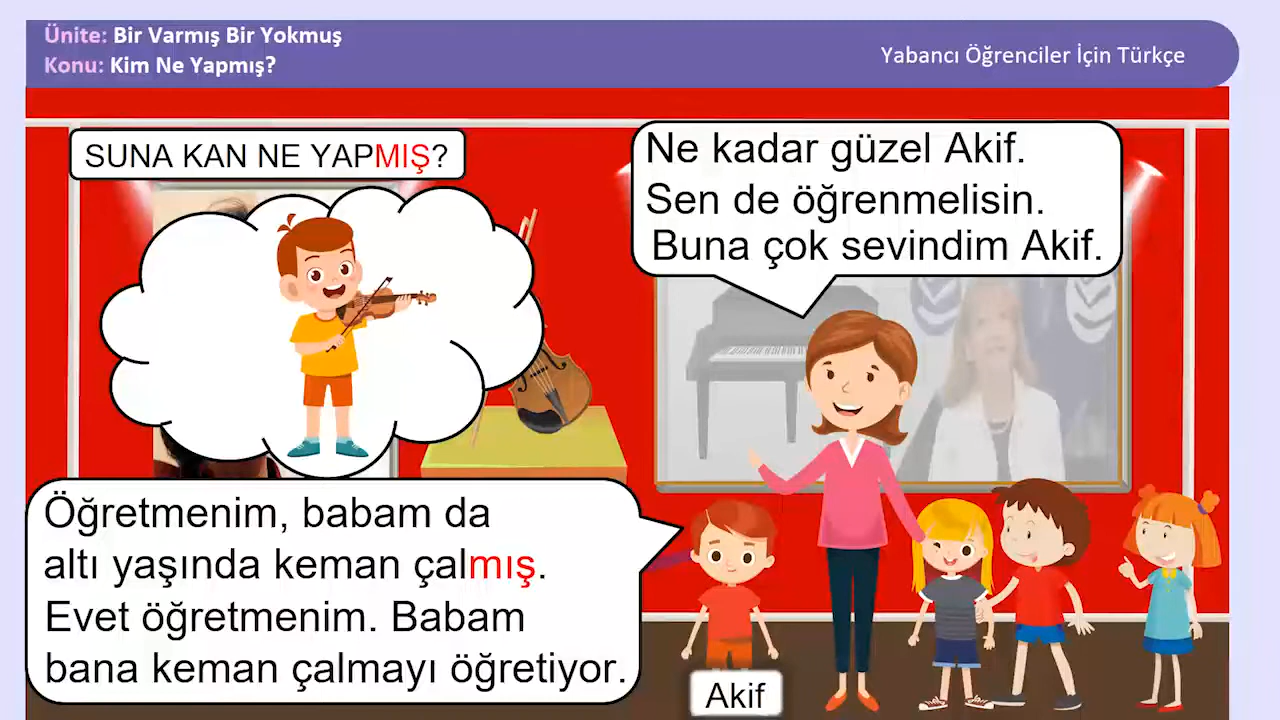 Ünite: Bir Varmış Bir Yokmuş
Konu: Kim Ne Yapmış?
Yabancı Öğrenciler İçin Türkçe
SUNA KAN NE YAPMIŞ?
Ne kadar güzel Akif.
Sen de öğrenmelisin.
Buna çok sevindim Akif.
Öğretmenim, babam da
altı yaşında keman çalmış.
Evet öğretmenim. Babam
bana keman çalmayı öğretiyor.
Akif